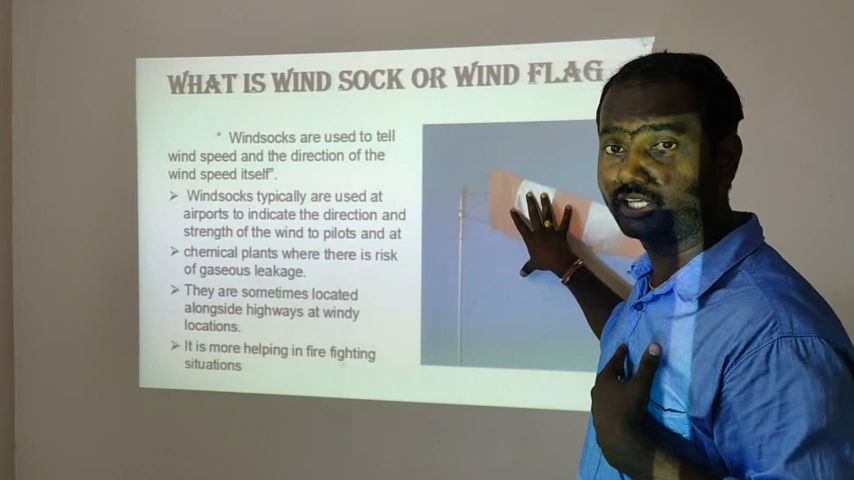 WHAT IS WIND SOCK OR WIND FLAG
“ Windsocks are used to tell
wind speed and the direction of the
wind speed itself”.
➢ Windsocks typically are used at
airports to indicate the direction and
strength of the wind to pilots and at
➢ chemical plants where there is risk
of gaseous leakage.
➢ They are sometimes located
alongside highways at windy
locations.
➢ It is more helping in fire fighting
situations